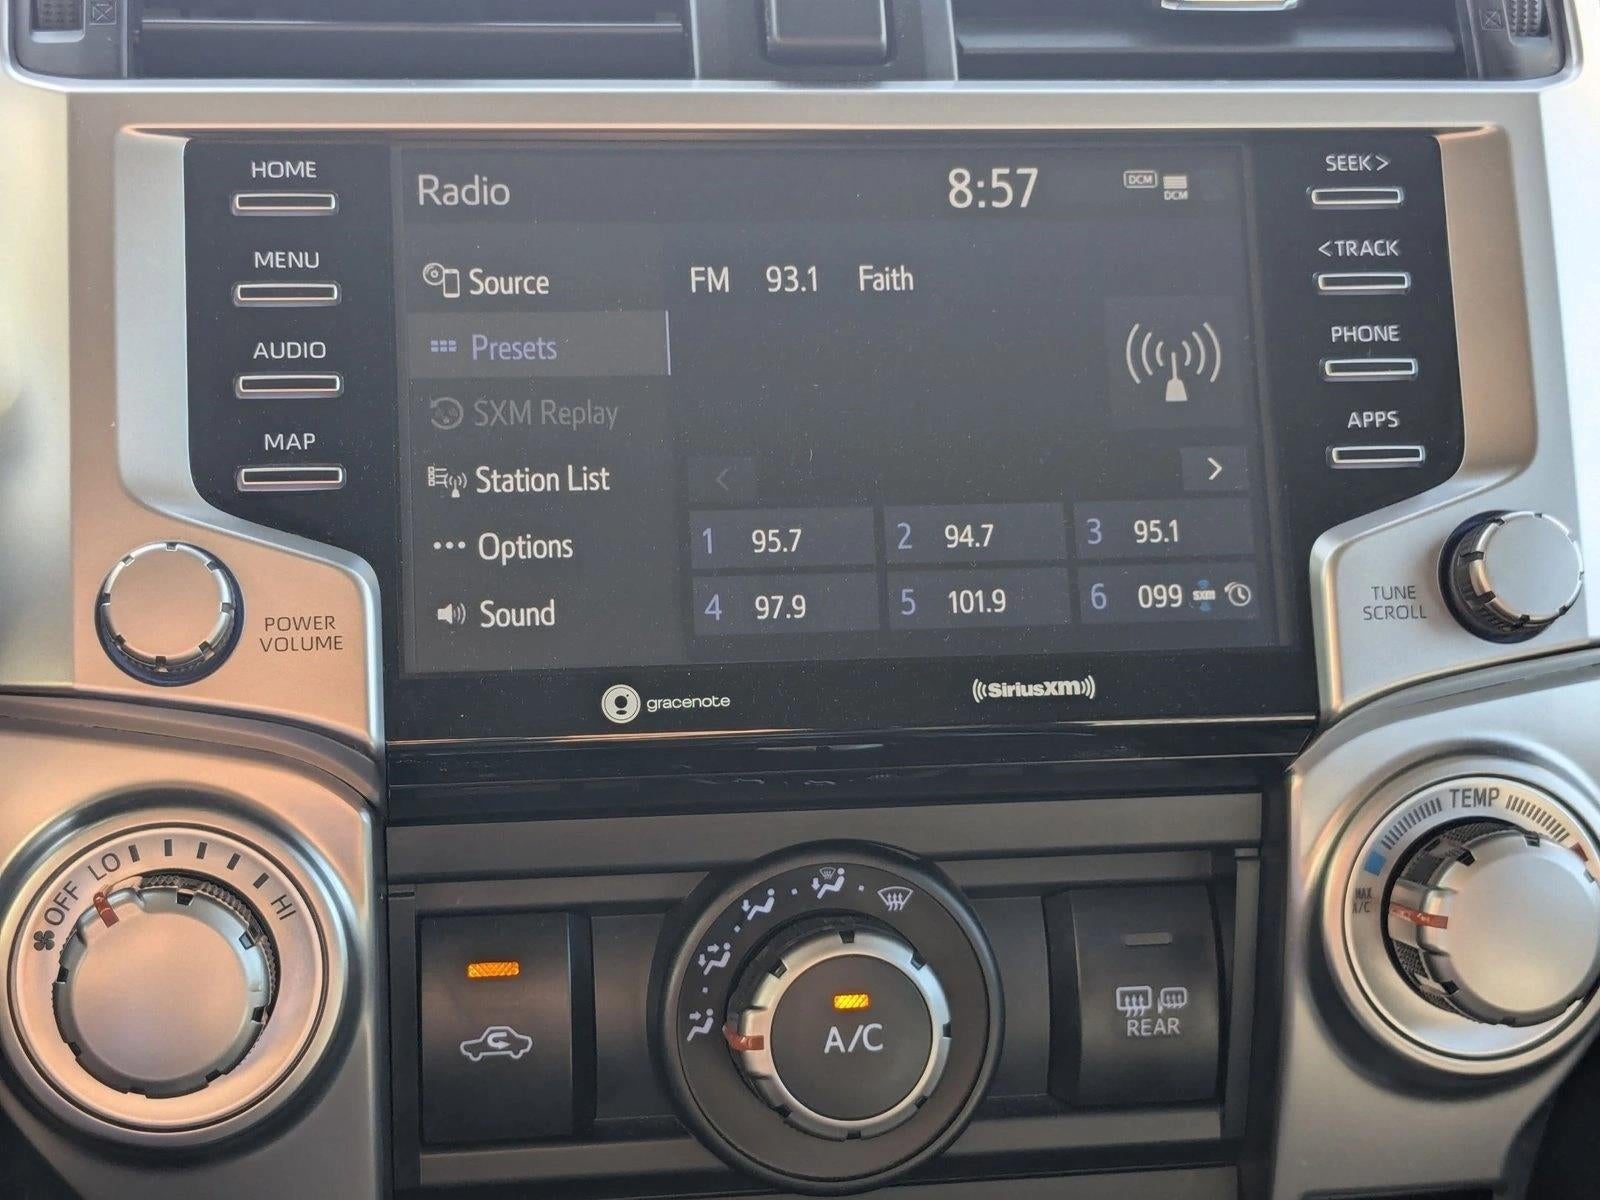 HOME
MENU
AUDIO
MAP
POWER
VOLUME
Radio 8:57 DCM DCM
Source
Presets
SXM Replay
Station List
••• Options
Sound
FM 93.1 Faith
< >
1 95.7 2 94.7 3 95.1
4 97.9 5 101.9 6 099 sxm
gracenote
((SiriusXM))
SEEK >
< TRACK
PHONE
APPS
TUNE
SCROLL
OFF LO HI
A/C
REAR
TEMP
MAX
A/C